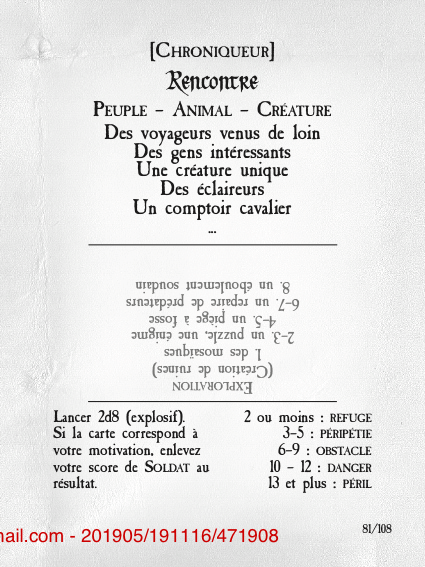 [CHRONIQUEUR]
Rencontre
PEUPLE – ANIMAL – CRÉATURE
Des voyageurs venus de loin
Des gens intéressants
Une créature unique
Des éclaireurs
Un comptoir cavalier
...
EXPLORATION
(Création de ruines)
1. des mosaïques
2-3. un puzzle, une énigme
4-5. un piège à fosse
6-7. un repaire de prédateurs
8. un éboulement soudain
Lancer 2d8 (explosif).
Si la carte correspond à
votre motivation, enlevez
votre score de SOLDAT au
résultat.
2 ou moins : REFUGE
3-5 : PÉRIPÉTIE
6-9 : OBSTACLE
10 - 12 : DANGER
13 et plus : PÉRIL
81/108
nail.com - 201905/191116/471908